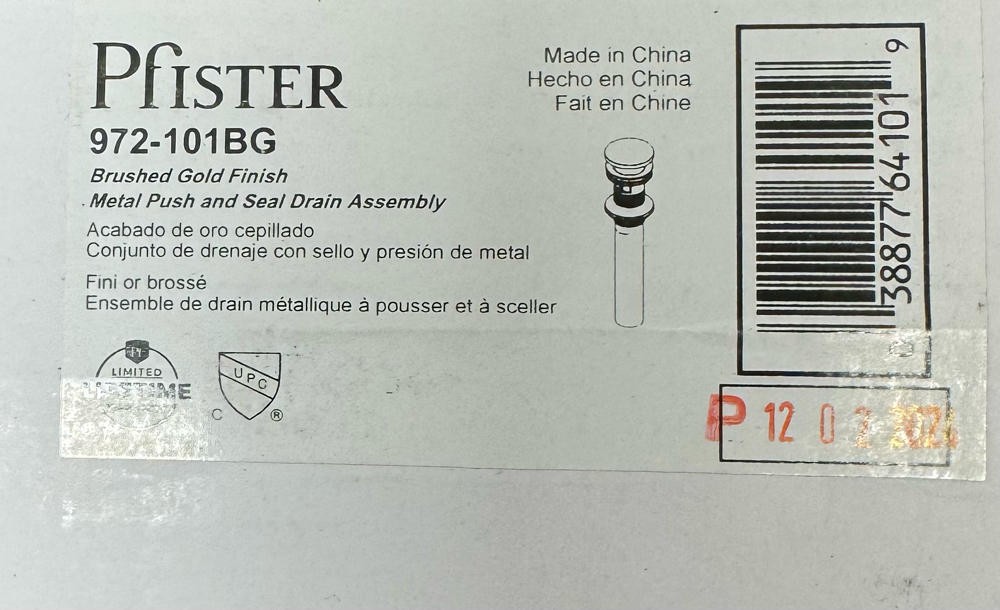 Pfister
972-101BG
Brushed Gold Finish
Metal Push and Seal Drain Assembly
Acabado de oro cepillado
Conjunto de drenaje con sello y presión de metal
Fini or brossé
Ensemble de drain métallique à pousser et à sceller
Made in China
Hecho en China
Fait en Chine
LIMITED
LIFETIME
UPC
C ®
0 38877 64101 9
P 12 0